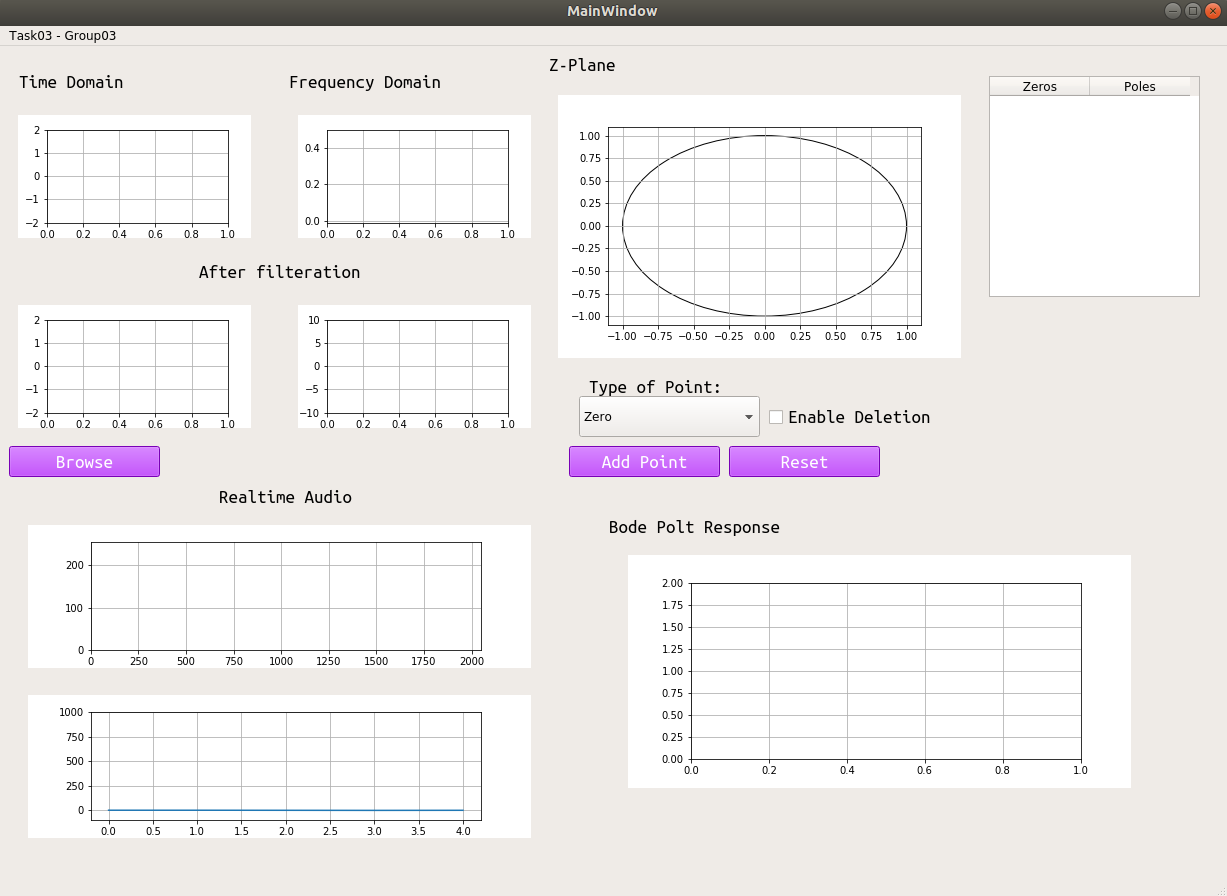 MainWindow
Task03 - Group03
Time Domain
Frequency Domain
2
1
0
−1
−2
0.0 0.2 0.4 0.6 0.8 1.0
0.4
0.2
0.0
0.0 0.2 0.4 0.6 0.8 1.0
After filteration
2
1
0
−1
−2
0.0 0.2 0.4 0.6 0.8 1.0
10
5
0
−5
−10
0.0 0.2 0.4 0.6 0.8 1.0
Browse
Z-Plane
1.00
0.75
0.50
0.25
0.00
−0.25
−0.50
−0.75
−1.00
−1.00 −0.75 −0.50 −0.25 0.00 0.25 0.50 0.75 1.00
Zeros Poles
Type of Point:
Zero
Enable Deletion
Add Point
Reset
Realtime Audio
200
100
0
0 250 500 750 1000 1250 1500 1750 2000
1000
750
500
250
0
0.0 0.5 1.0 1.5 2.0 2.5 3.0 3.5 4.0
Bode Polt Response
2.00
1.75
1.50
1.25
1.00
0.75
0.50
0.25
0.00
0.0 0.2 0.4 0.6 0.8 1.0